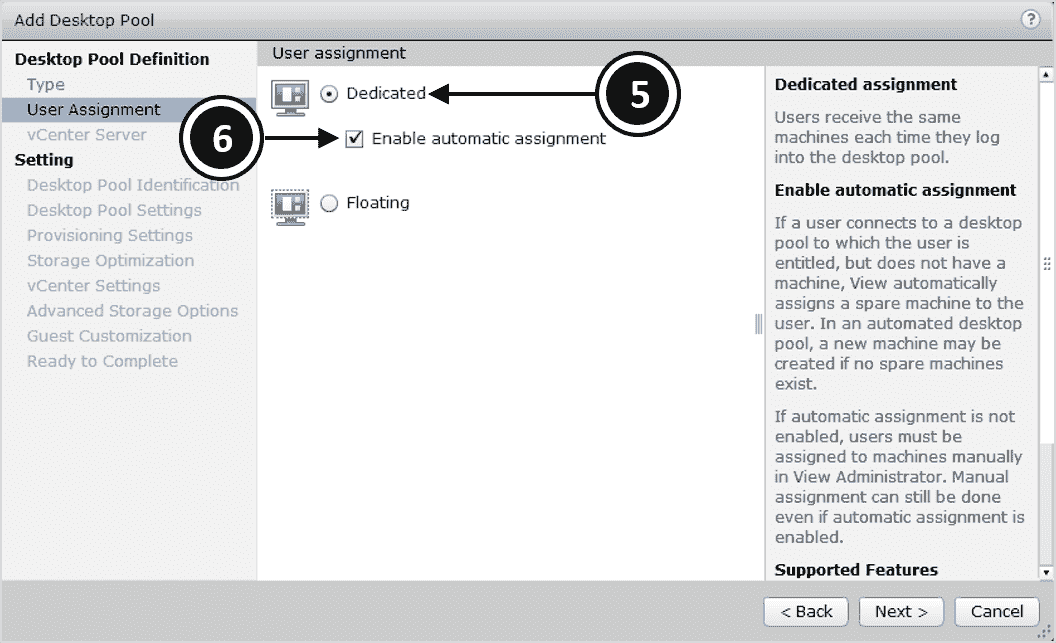 Add Desktop Pool
?
Desktop Pool Definition
Type
User Assignment
vCenter Server
Setting
Desktop Pool Identification
Desktop Pool Settings
Provisioning Settings
Storage Optimization
vCenter Settings
Advanced Storage Options
Guest Customization
Ready to Complete
User assignment
Dedicated
5
6
Enable automatic assignment
Floating
Dedicated assignment
Users receive the same
machines each time they log
into the desktop pool.
Enable automatic assignment
If a user connects to a desktop
pool to which the user is
entitled, but does not have a
machine, View automatically
assigns a spare machine to the
user. In an automated desktop
pool, a new machine may be
created if no spare machines
exist.
If automatic assignment is not
enabled, users must be
assigned to machines manually
in View Administrator. Manual
assignment can still be done
even if automatic assignment is
enabled.
Supported Features
< Back
Next >
Cancel